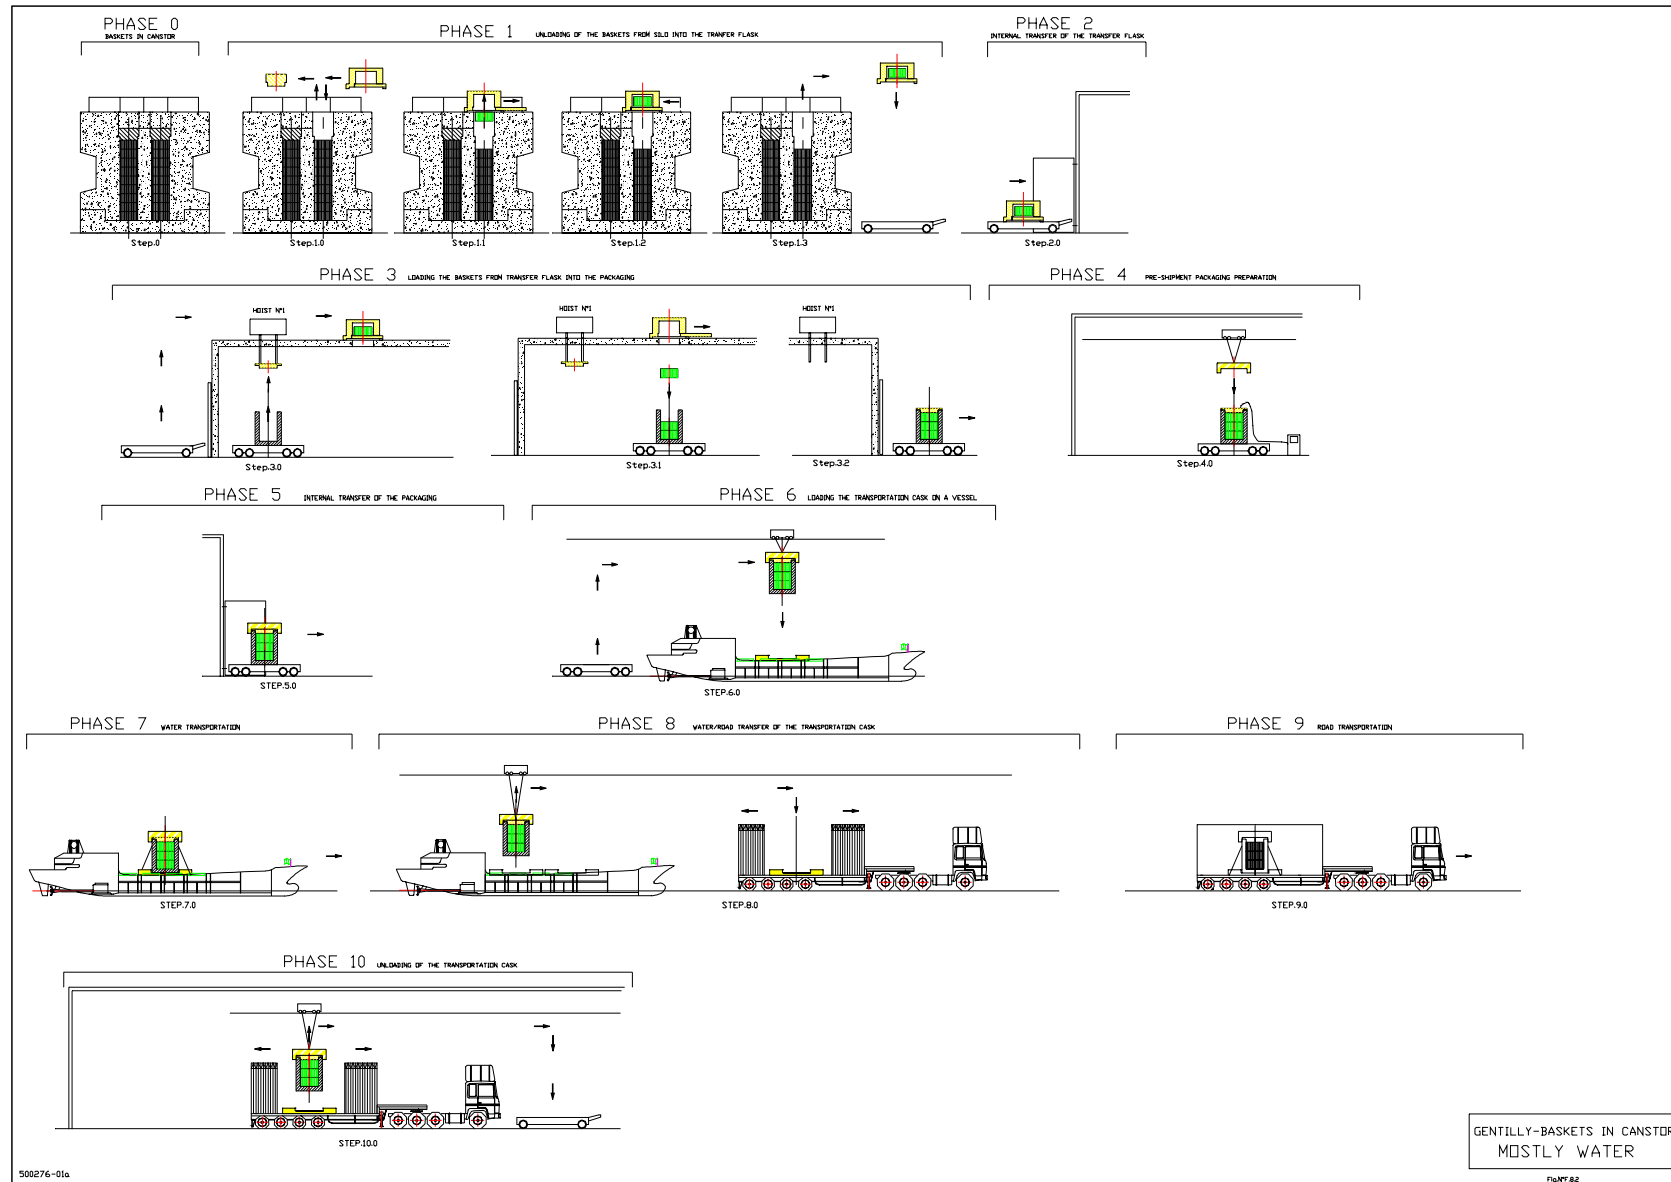 PHASE 0
BASKETS IN CANSTOR
PHASE 1 UNLOADING OF THE BASKETS FROM SILO INTO THE TRANFER FLASK
PHASE 2
INTERNAL TRANSFER OF THE TRANSFER FLASK
Step.0
Step.1.0
Step.1.1
Step.1.2
Step.1.3
Step.2.0
PHASE 3 LOADING THE BASKETS FROM TRANSFER FLASK INTO THE PACKAGING
PHASE 4 PRE-SHIPMENT PACKAGING PREPARATION
HOIST N°1
HOIST N°1
HOIST N°1
Step.3.0
Step.3.1
Step.3.2
Step.4.0
PHASE 5 INTERNAL TRANSFER OF THE PACKAGING
PHASE 6 LOADING THE TRANSPORTATION CASK ON A VESSEL
STEP.5.0
STEP.6.0
PHASE 7 WATER TRANSPORTATION
PHASE 8 WATER/ROAD TRANSFER OF THE TRANSPORTATION CASK
PHASE 9 ROAD TRANSPORTATION
STEP.7.0
STEP.8.0
STEP.9.0
PHASE 10 UNLOADING OF THE TRANSPORTATION CASK
STEP.10.0
GENTILLY-BASKETS IN CANSTOR
MOSTLY WATER
500276-01a
Fig.N°F.8.2